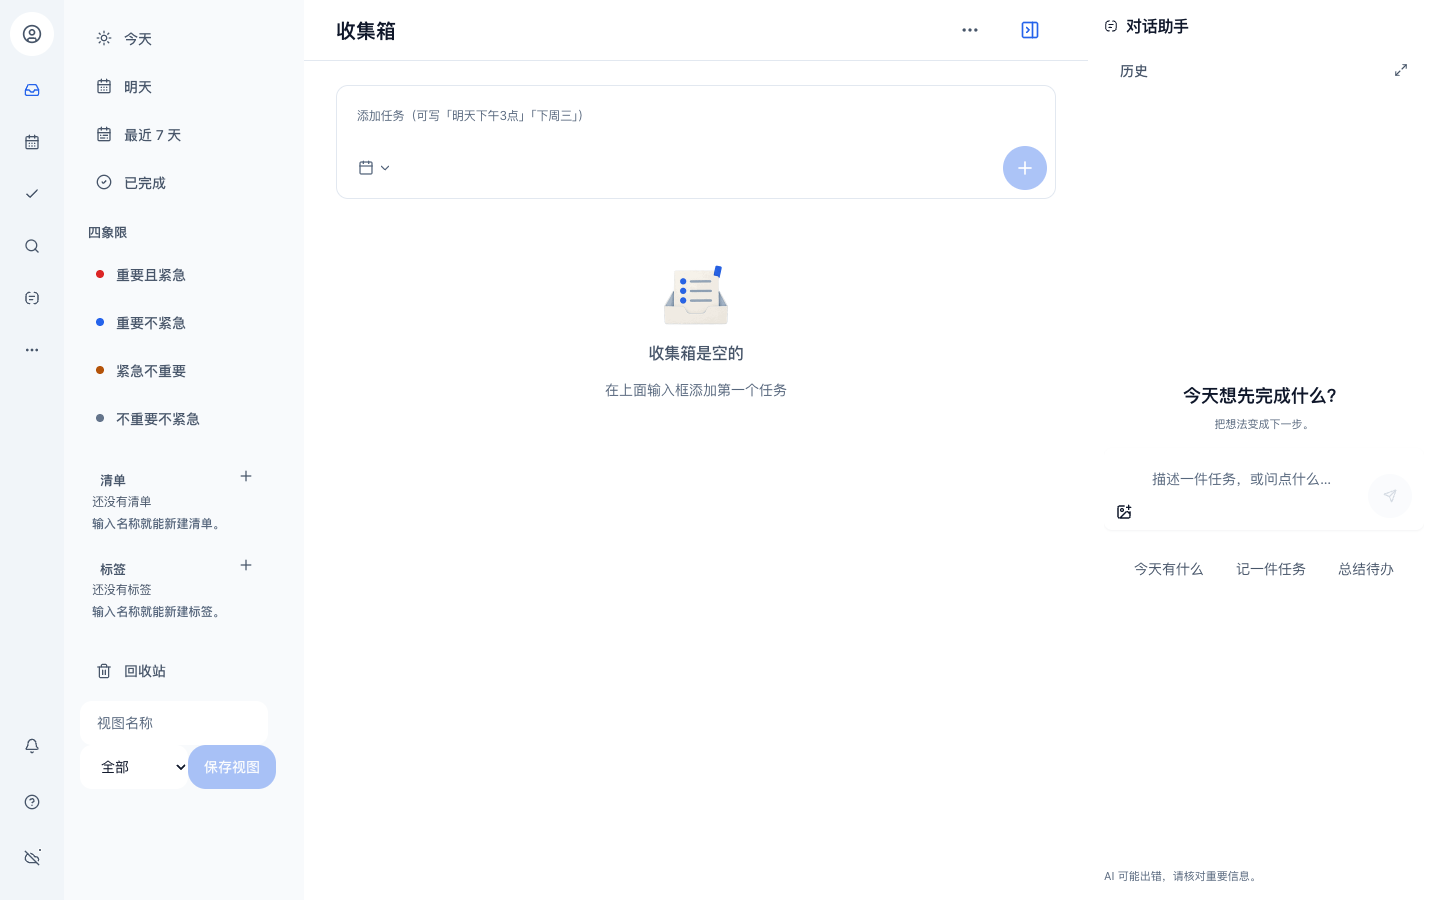 今天
明天
最近 7 天
已完成
四象限
重要且紧急
重要不紧急
紧急不重要
不重要不紧急
清单
还没有清单
输入名称就能新建清单。
标签
还没有标签
输入名称就能新建标签。
回收站
视图名称
全部
保存视图
收集箱
添加任务（可写「明天下午3点」「下周三」）
收集箱是空的
在上面输入框添加第一个任务
对话助手
历史
今天想先完成什么？
把想法变成下一步。
描述一件任务，或问点什么...
今天有什么
记一件任务
总结待办
AI 可能出错，请核对重要信息。